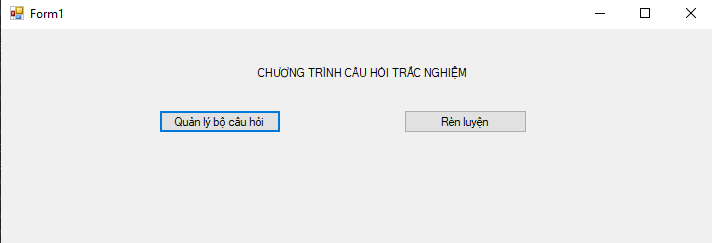 Form1
CHƯƠNG TRÌNH CÂU HỎI TRẮC NGHIỆM
Quản lý bộ câu hỏi
Rèn luyện